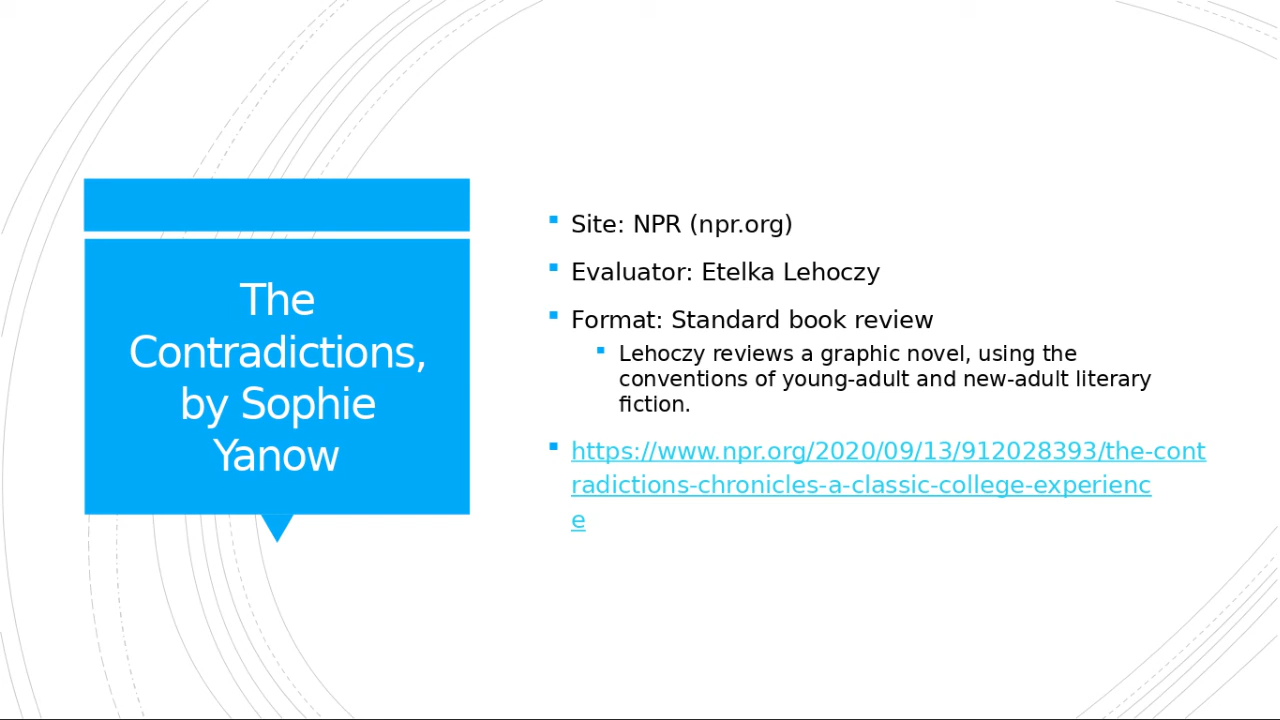 The
Contradictions,
by Sophie
Yanow
Site: NPR (npr.org)
Evaluator: Etelka Lehoczy
Format: Standard book review
Lehoczy reviews a graphic novel, using the
conventions of young-adult and new-adult literary
fiction.
https://www.npr.org/2020/09/13/912028393/the-cont
radictions-chronicles-a-classic-college-experienc
e